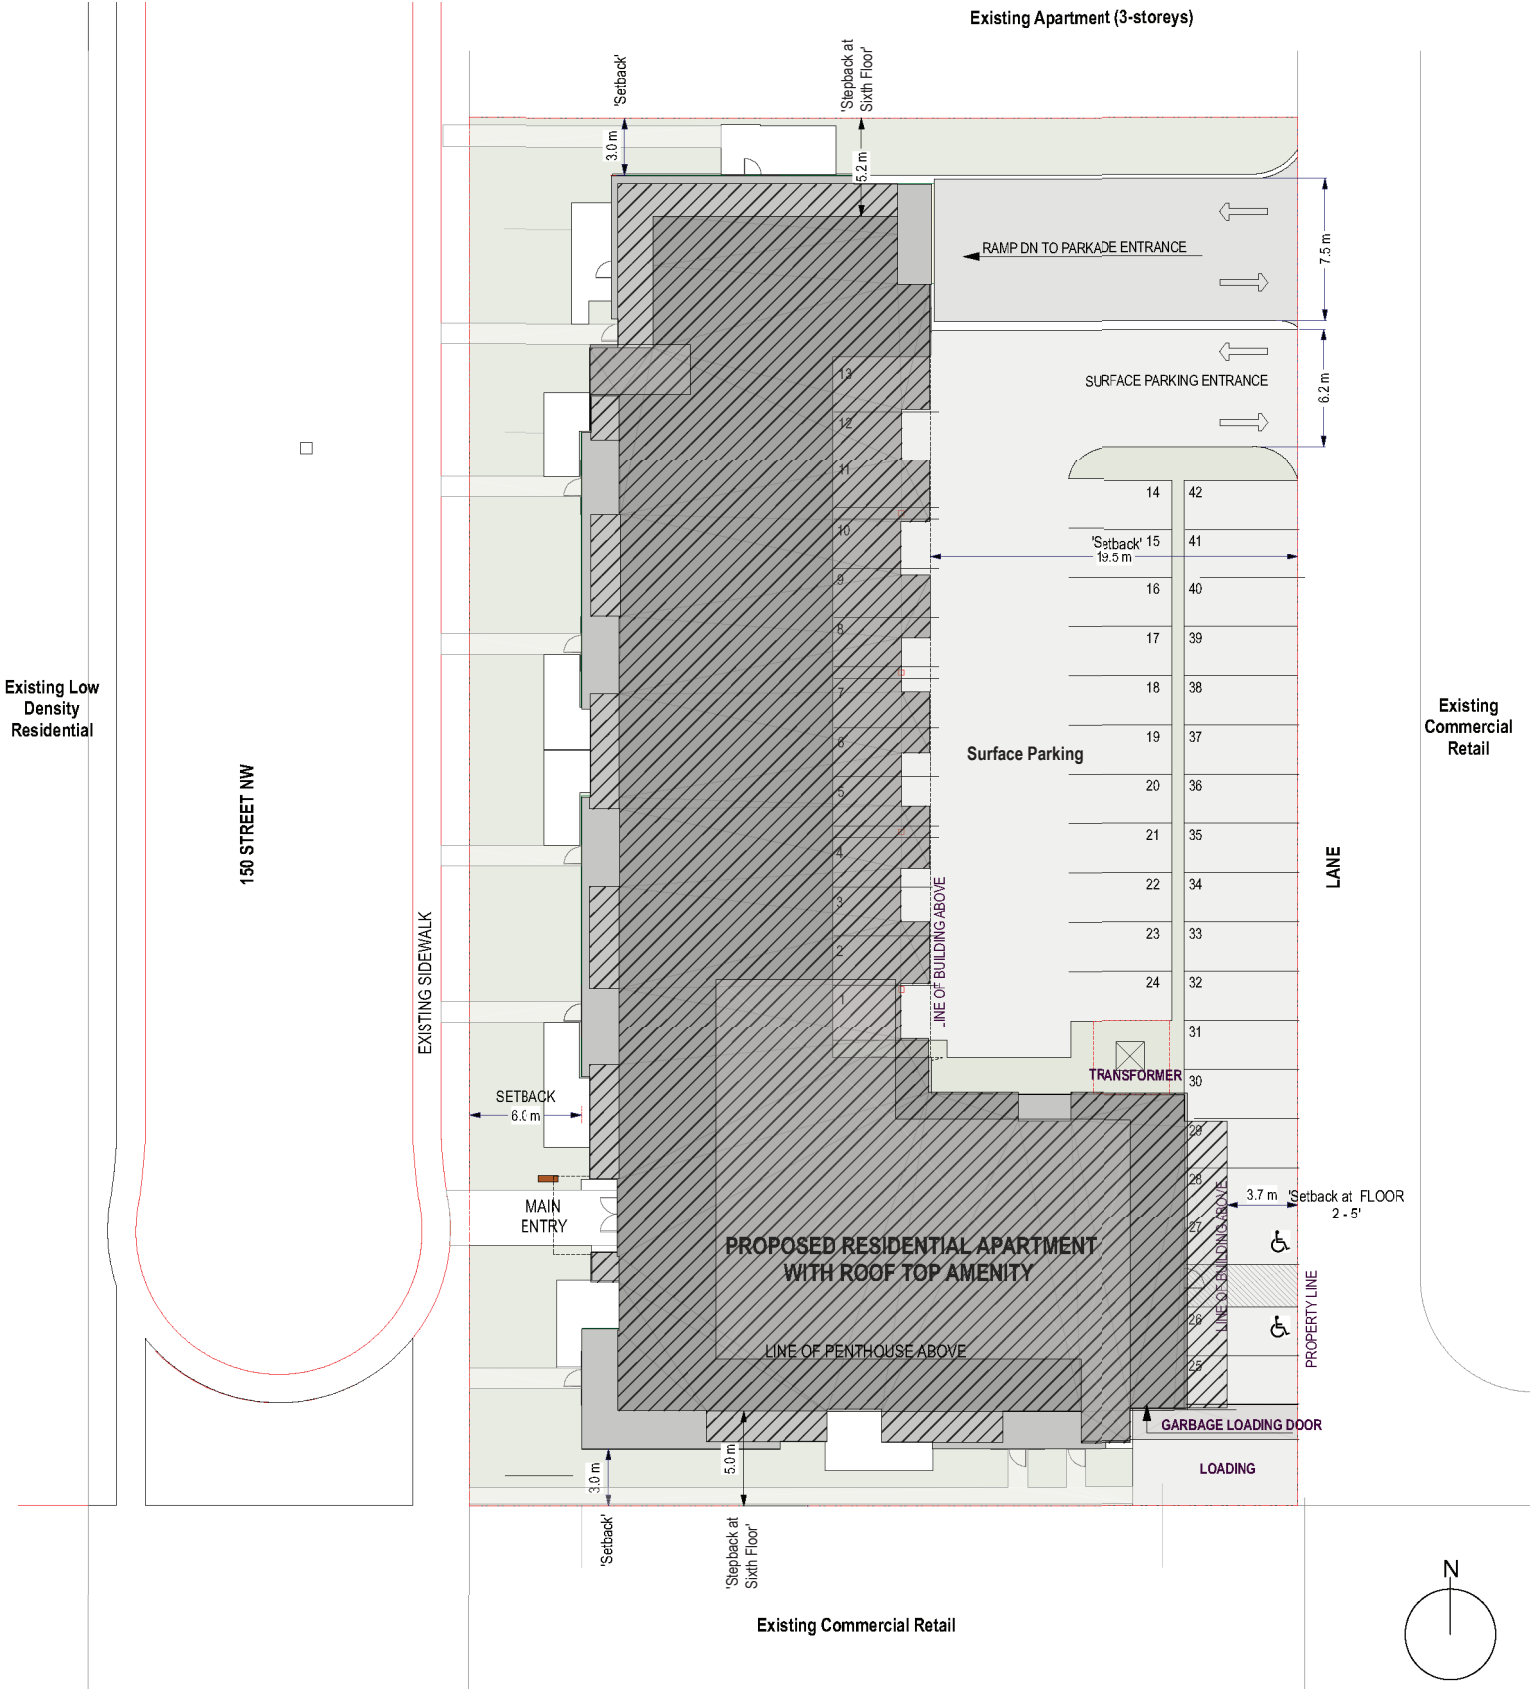 Existing Apartment (3-storeys)
'Setback'
3.0 m
'Stepback at
Sixth Floor'
5.2 m
RAMP DN TO PARKADE ENTRANCE
7.5 m
SURFACE PARKING ENTRANCE
6.2 m
13
12
11
10
9
8
7
6
5
4
3
2
1
14 42
15 41
16 40
17 39
18 38
19 37
20 36
21 35
22 34
23 33
24 32
31
30
29
28
27
26
25
'Setback'
19.5 m
Existing Low
Density
Residential
150 STREET NW
EXISTING SIDEWALK
Surface Parking
LINE OF BUILDING ABOVE
LANE
Existing
Commercial
Retail
TRANSFORMER
SETBACK
6.0 m
MAIN
ENTRY
3.7 m
'Setback at FLOOR
2 - 5'
LINE OF BUILDING ABOVE
PROPERTY LINE
PROPOSED RESIDENTIAL APARTMENT
WITH ROOF TOP AMENITY
LINE OF PENTHOUSE ABOVE
GARBAGE LOADING DOOR
LOADING
3.0 m
'Setback'
5.0 m
'Stepback at
Sixth Floor'
Existing Commercial Retail
N